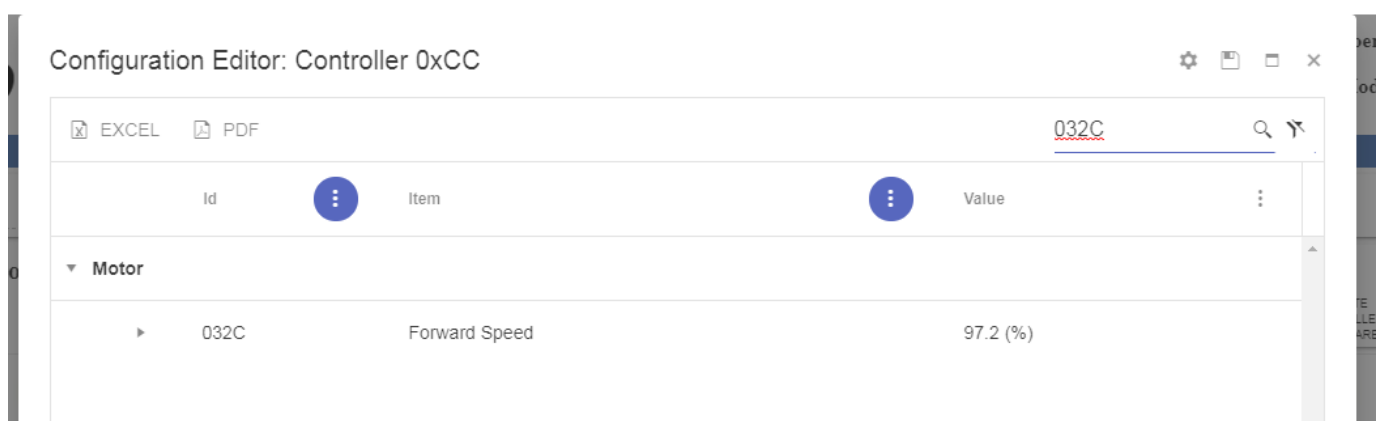 Configuration Editor: Controller 0xCC
EXCEL PDF 032C
Id Item Value
Motor
032C Forward Speed 97.2 (%)